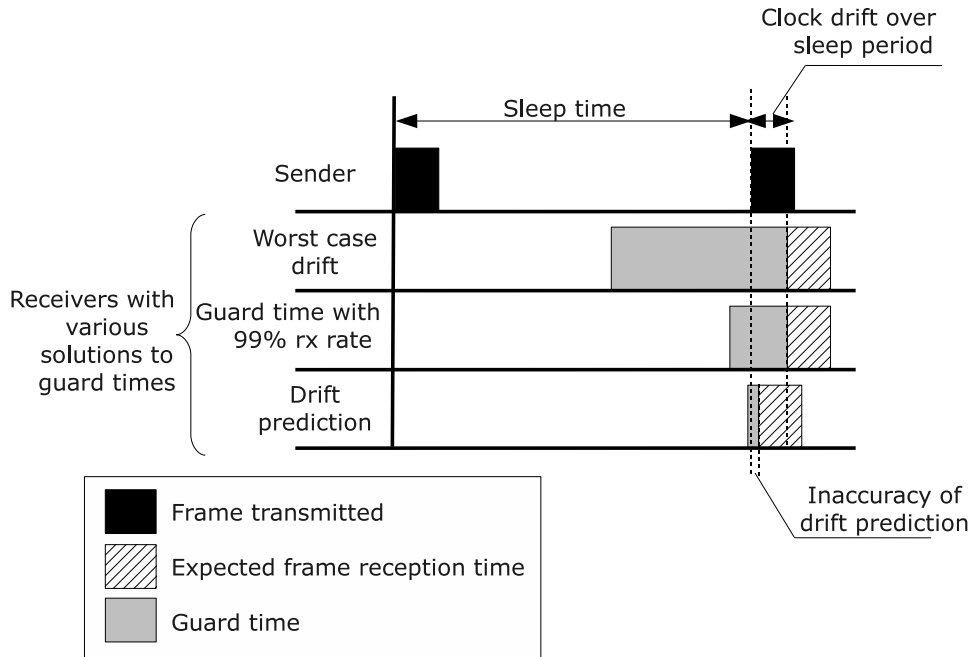 Clock drift over
sleep period
Sleep time
Sender
Worst case
drift
Receivers with
various
solutions to
guard times
Guard time with
99% rx rate
Drift
prediction
Inaccuracy of
drift prediction
Frame transmitted
Expected frame reception time
Guard time